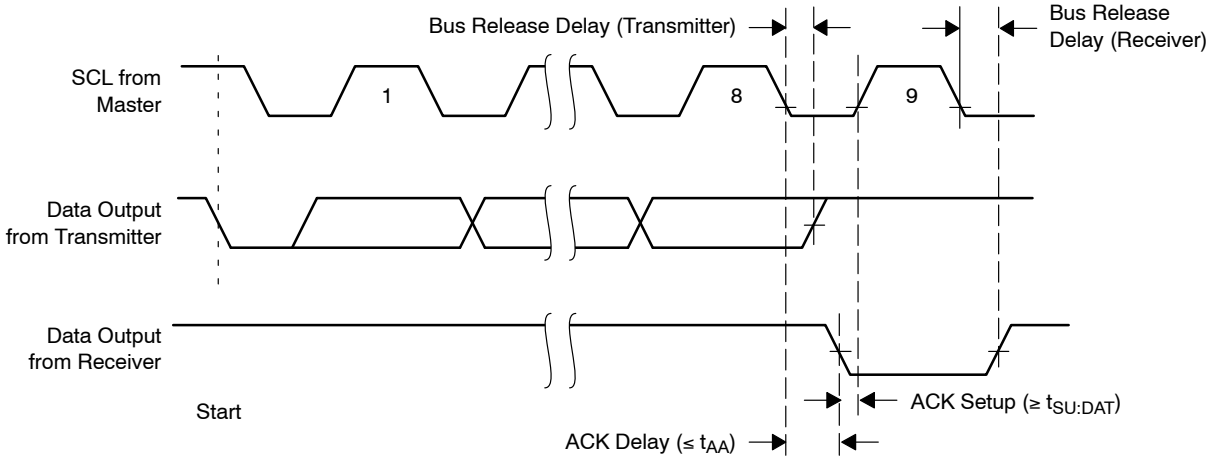 Bus Release Delay (Transmitter)
Bus Release
Delay (Receiver)
SCL from
Master
1
8
9
Data Output
from Transmitter
Data Output
from Receiver
Start
ACK Setup (≥ tSU:DAT)
ACK Delay (≤ tAA)